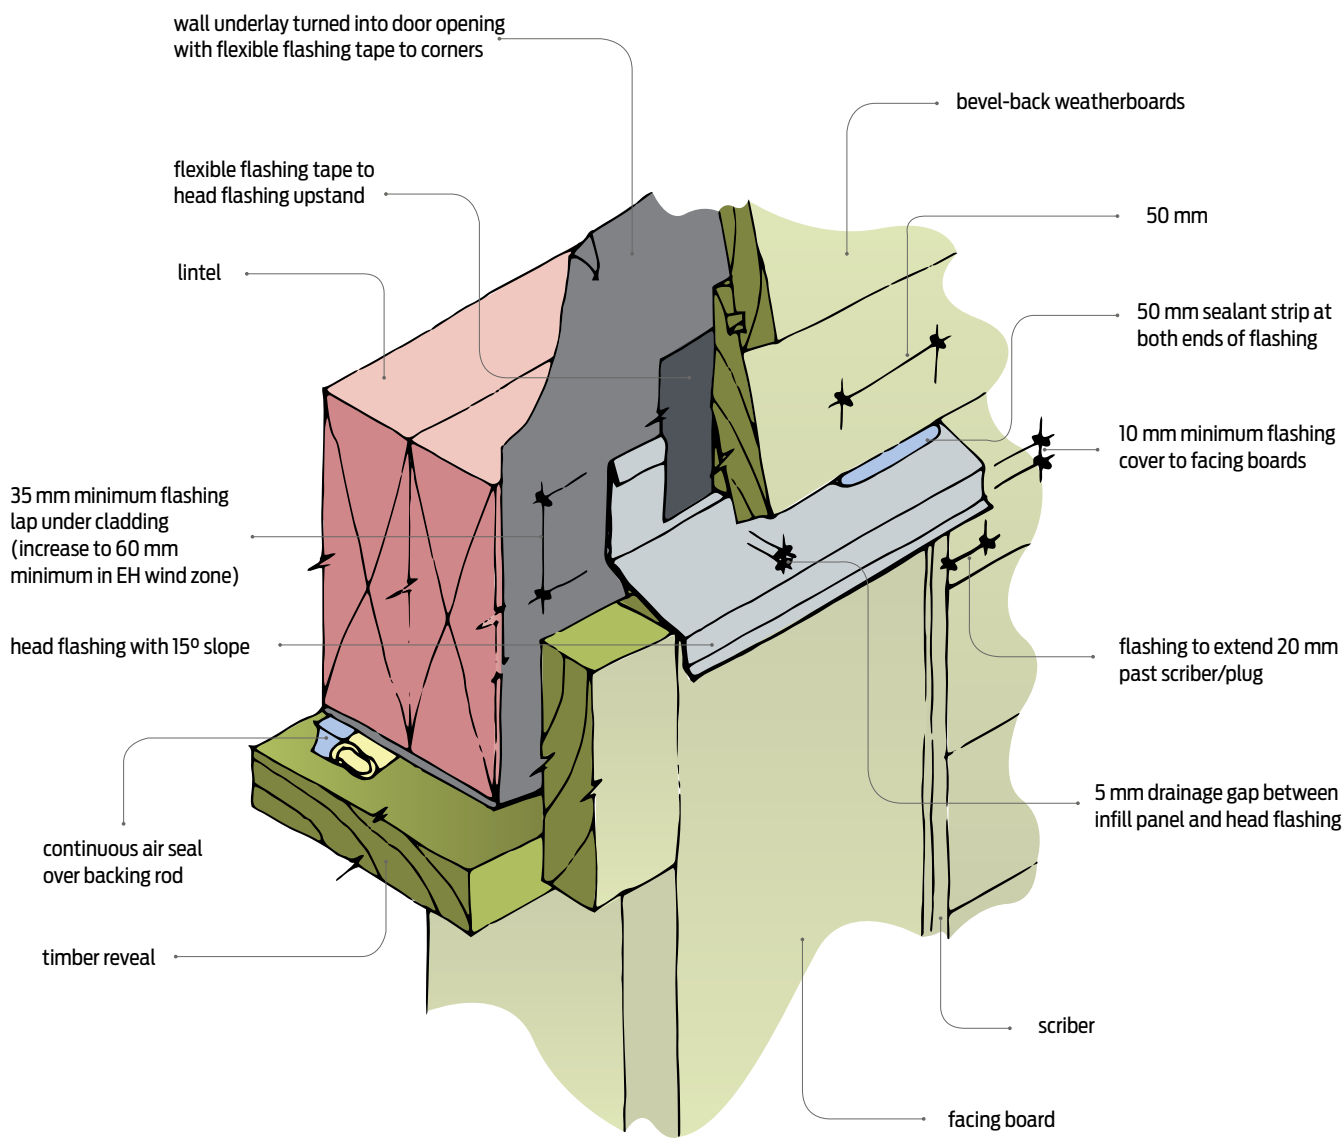 wall underlay turned into door opening
with flexible flashing tape to corners
bevel-back weatherboards
flexible flashing tape to
head flashing upstand
50 mm
lintel
50 mm sealant strip at
both ends of flashing
10 mm minimum flashing
cover to facing boards
35 mm minimum flashing
lap under cladding
(increase to 60 mm
minimum in EH wind zone)
head flashing with 15º slope
flashing to extend 20 mm
past scriber/plug
5 mm drainage gap between
infill panel and head flashing
continuous air seal
over backing rod
timber reveal
scriber
facing board